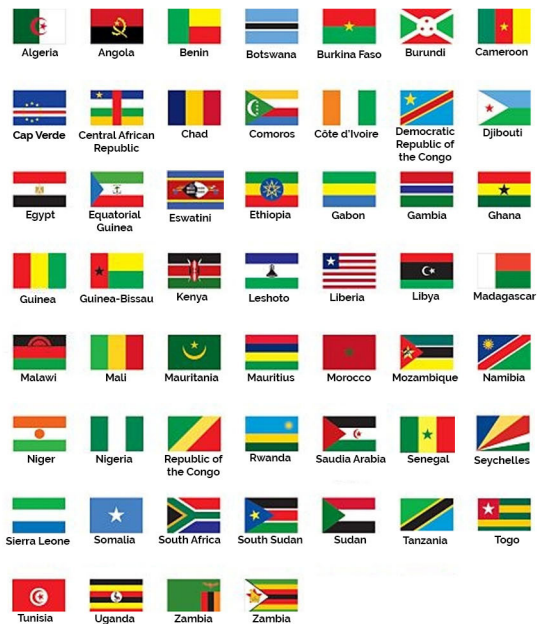 Algeria
Angola
Benin
Botswana
Burkina Faso
Burundi
Cameroon
Cap Verde
Central African
Republic
Chad
Comoros
Côte d'Ivoire
Democratic
Republic of
the Congo
Djibouti
Egypt
Equatorial
Guinea
Eswatini
Ethiopia
Gabon
Gambia
Ghana
Guinea
Guinea-Bissau
Kenya
Leshoto
Liberia
Libya
Madagascar
Malawi
Mali
Mauritania
Mauritius
Morocco
Mozambique
Namibia
Niger
Nigeria
Republic of
the Congo
Rwanda
Saudia Arabia
Senegal
Seychelles
Sierra Leone
Somalia
South Africa
South Sudan
Sudan
Tanzania
Togo
Tunisia
Uganda
Zambia
Zambia